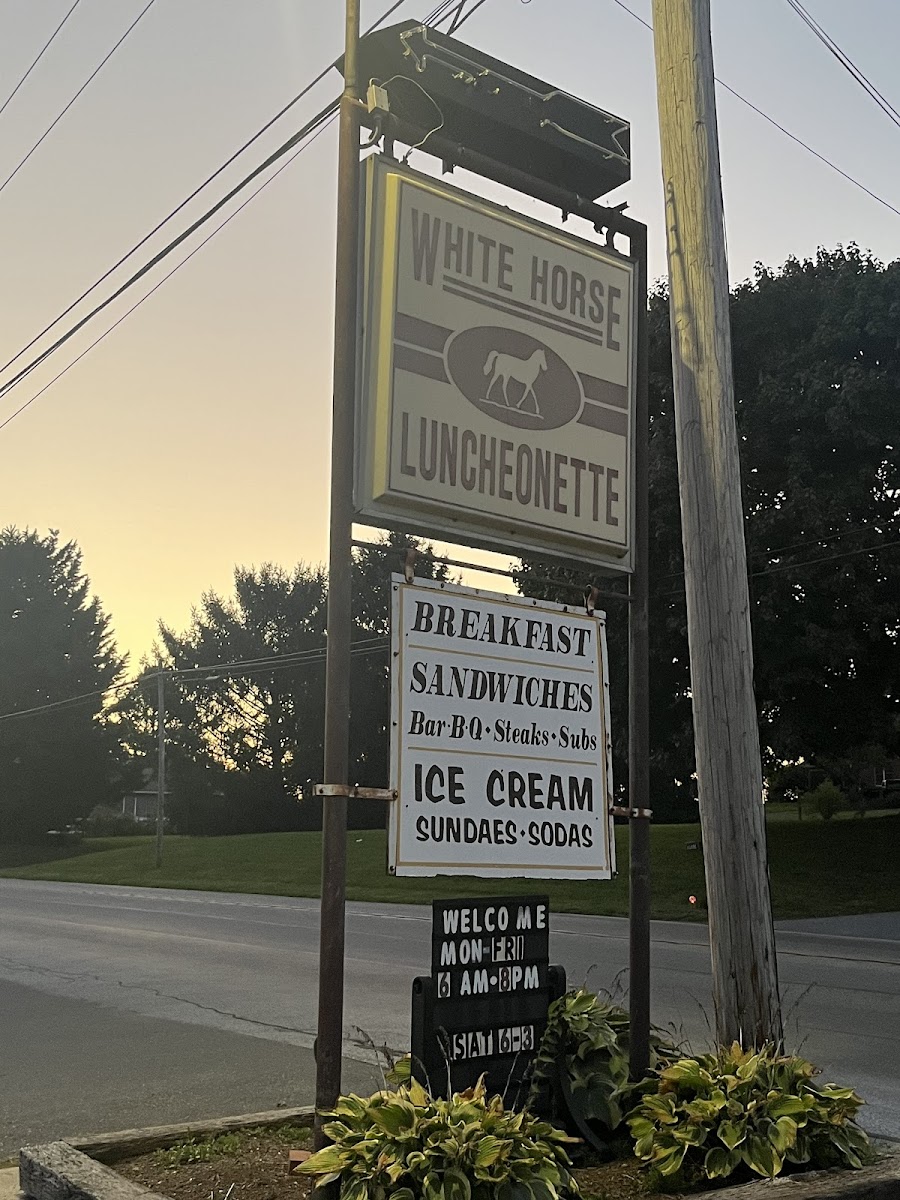 WHITE HORSE
LUNCHEONETTE
BREAKFAST
SANDWICHES
Bar·B·Q•Steaks•Subs
ICE CREAM
SUNDAES•SODAS
WELCOME
MON-FRI
6 AM•8PM
SAT 6-3